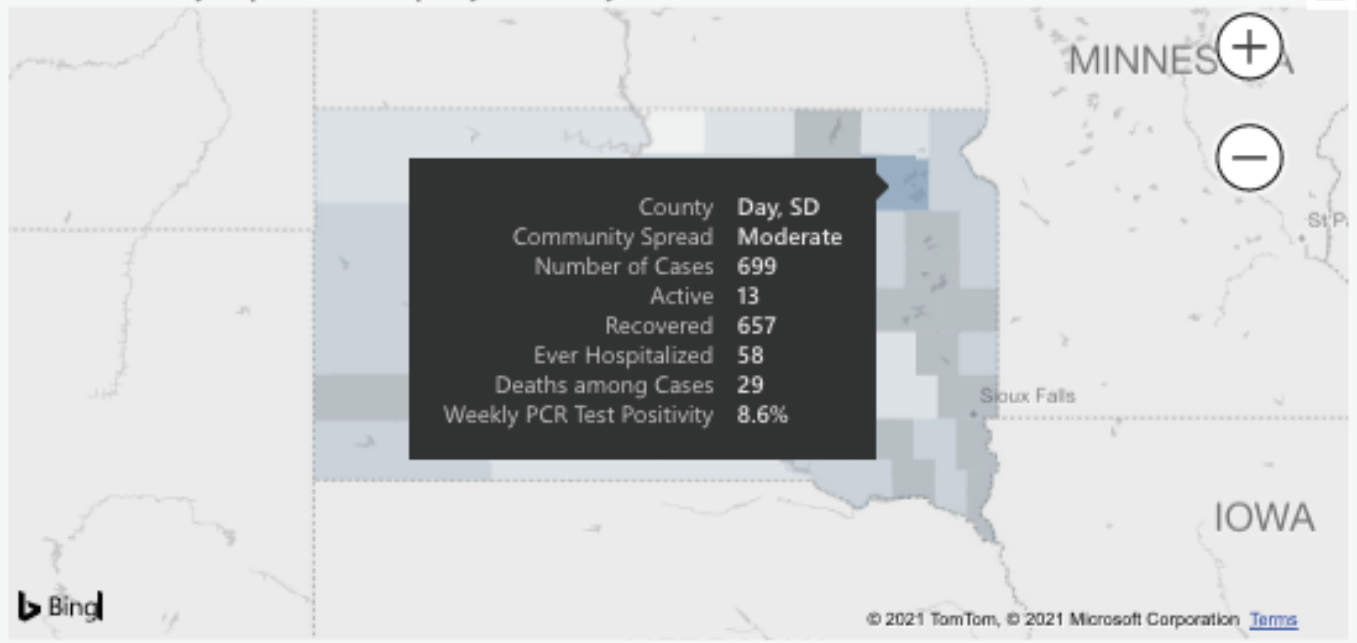 MINNES A
County Day, SD
Community Spread Moderate
Number of Cases 699
Active 13
Recovered 657
Ever Hospitalized 58
Deaths among Cases 29
Weekly PCR Test Positivity 8.6%
St P
Sioux Falls
IOWA
Bing
© 2021 TomTom, © 2021 Microsoft Corporation Terms